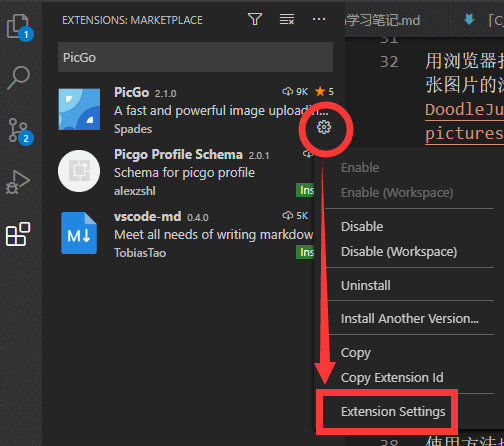 EXTENSIONS: MARKETPLACE
PicGo
PicGo 2.1.0 9K 5
A fast and powerful image uploadin...
Spades
Picgo Profile Schema 2.0.1
Schema for picgo profile
alexzshl
Ins
vscode-md 0.4.0 5K
Meet all needs of writing markdow
TobiasTao
Ins
1
2
Enable
Enable (Workspace)
Disable
Disable (Workspace)
Uninstall
Install Another Version...
Copy
Copy Extension Id
Extension Settings
学习笔记.md
[C_
31
32
用浏览器打
张图片的
DoodleJu
pictures
38
使用方法